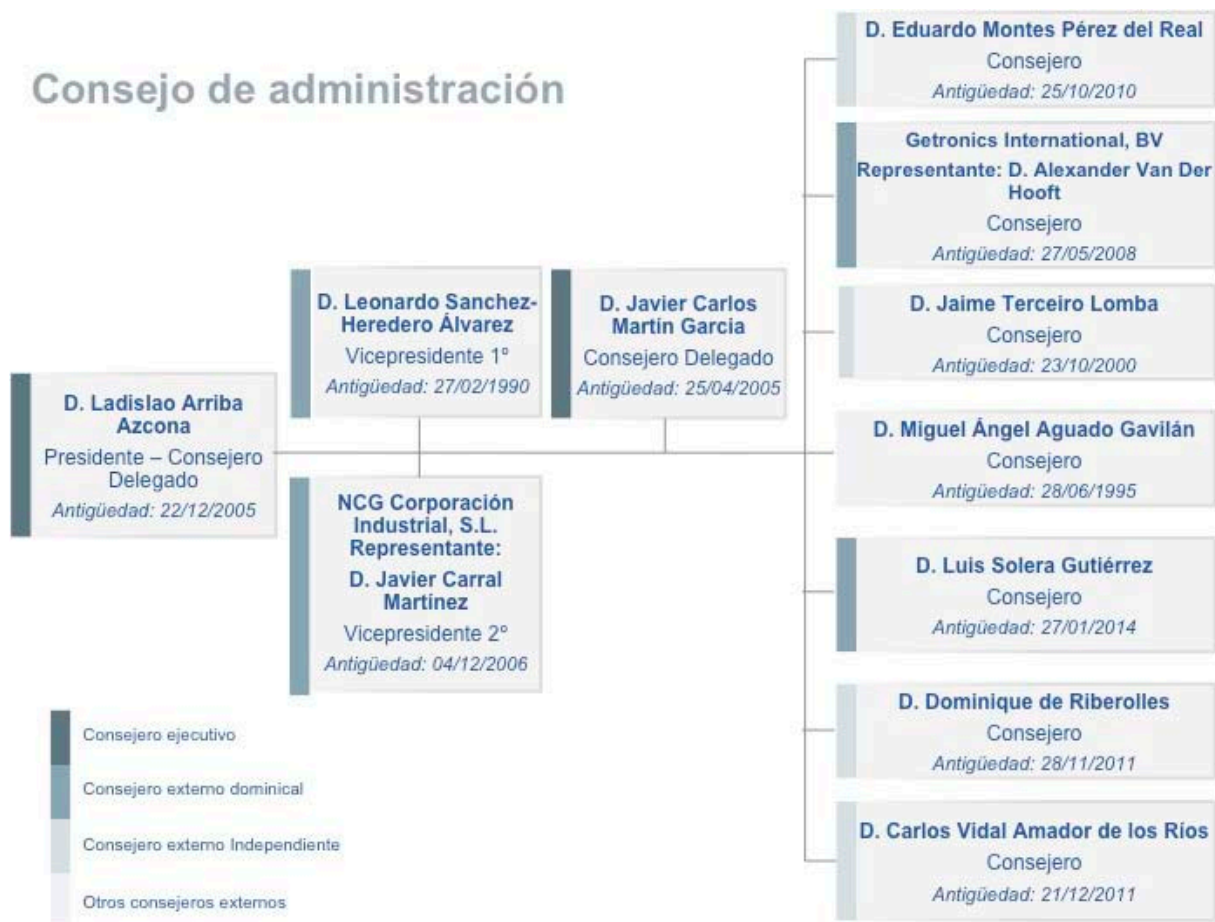 Consejo de administración
D. Ladislao Arriba
Azcona
Presidente – Consejero
Delegado
Antigüedad: 22/12/2005
D. Leonardo Sanchez-
Heredero Álvarez
Vicepresidente 1º
Antigüedad: 27/02/1990
NCG Corporación
Industrial, S.L.
Representante:
D. Javier Carral
Martínez
Vicepresidente 2º
Antigüedad: 04/12/2006
D. Javier Carlos
Martín Garcia
Consejero Delegado
Antigüedad: 25/04/2005
D. Eduardo Montes Pérez del Real
Consejero
Antigüedad: 25/10/2010
Getronics International, BV
Representante: D. Alexander Van Der
Hooft
Consejero
Antigüedad: 27/05/2008
D. Jaime Terceiro Lomba
Consejero
Antigüedad: 23/10/2000
D. Miguel Ángel Aguado Gavilán
Consejero
Antigüedad: 28/06/1995
D. Luis Solera Gutiérrez
Consejero
Antigüedad: 27/01/2014
D. Dominique de Riberolles
Consejero
Antigüedad: 28/11/2011
D. Carlos Vidal Amador de los Ríos
Consejero
Antigüedad: 21/12/2011
Consejero ejecutivo
Consejero externo dominical
Consejero externo Independiente
Otros consejeros externos